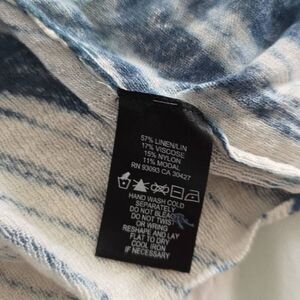 57% LINEN/LIN
17% VISCOSE
15% NYLON
11% MODAL
RN 93093 CA 30427
HAND WASH COLD
SEPARATELY
DO NOT BLEACH
DO NOT TWIST
OR WRING
RESHAPE AND LAY
FLAT TO DRY
COOL IRON
IF NECESSARY